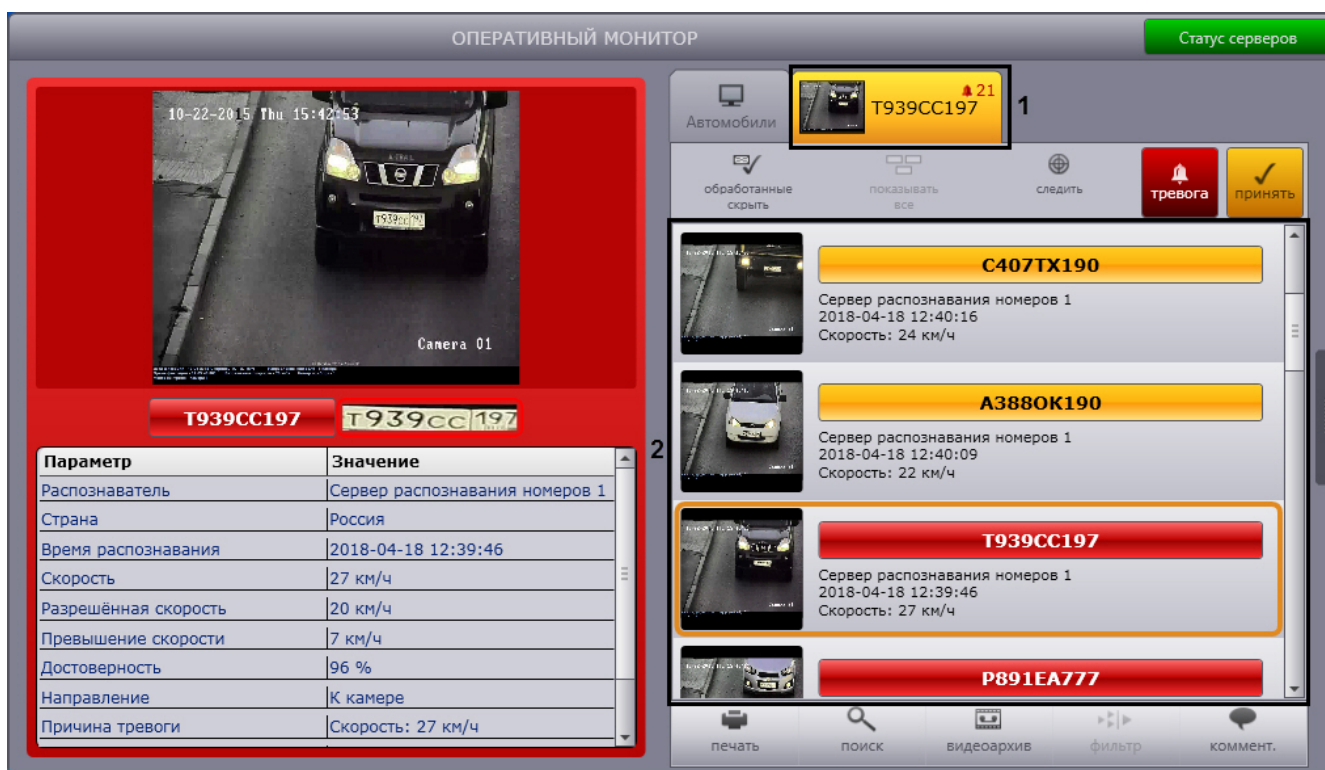 ОПЕРАТИВНЫЙ МОНИТОР
Статус серверов
10-22-2015 Thu 15:42:53
T939CC197
Camera 01
T939CC197
T939CC 197
Параметр Значение
Распознаватель Сервер распознавания номеров 1
Страна Россия
Время распознавания 2018-04-18 12:39:46
Скорость 27 км/ч
Разрешённая скорость 20 км/ч
Превышение скорости 7 км/ч
Достоверность 96 %
Направление К камере
Причина тревоги Скорость: 27 км/ч
Автомобили
T939CC197
21
1
обработанные
скрыть
показывать
все
следить
тревога
принять
2
C407TX190
Сервер распознавания номеров 1
2018-04-18 12:40:16
Скорость: 24 км/ч
A388OK190
Сервер распознавания номеров 1
2018-04-18 12:40:09
Скорость: 22 км/ч
T939CC197
Сервер распознавания номеров 1
2018-04-18 12:39:46
Скорость: 27 км/ч
P891EA777
печать
поиск
видеоархив
фильтр
коммент.